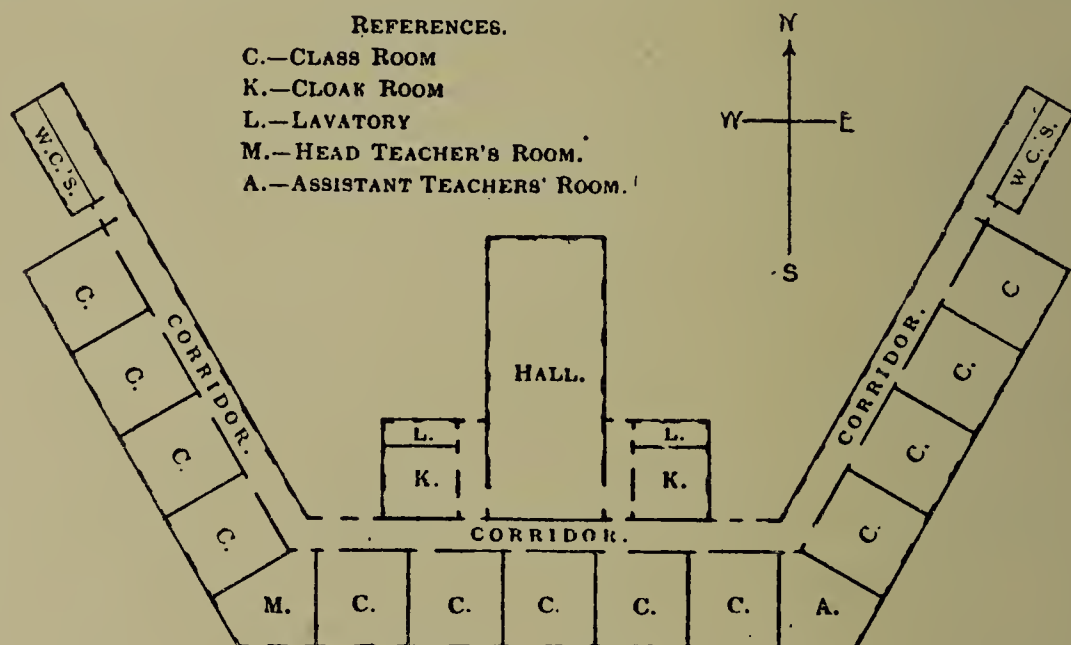 REFERENCES.
C.—CLASS ROOM
K.—CLOAK ROOM
L.—LAVATORY
M.—HEAD TEACHER'S ROOM.
A.—ASSISTANT TEACHERS' ROOM.
N
W E
S
W.C.'S.
W.C.'S.
C.
C.
C.
C.
CORRIDOR.
HALL.
L.
K.
L.
K.
CORRIDOR.
C
C.
C.
C.
CORRIDOR.
M.
C.
C.
C.
C.
C.
A.